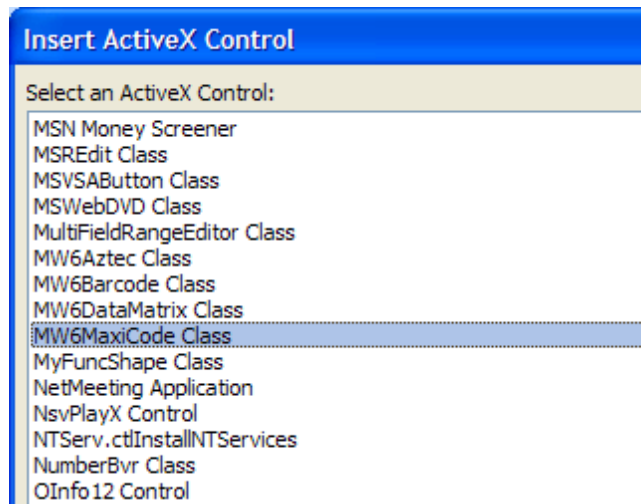 Insert ActiveX Control
Select an ActiveX Control:
MSN Money Screener
MSREdit Class
MSVSAButton Class
MSWebDVD Class
MultiFieldRangeEditor Class
MW6Aztec Class
MW6Barcode Class
MW6DataMatrix Class
MW6MaxiCode Class
MyFuncShape Class
NetMeeting Application
NsvPlayX Control
NTServ.ctlInstallNTServices
NumberBvr Class
OInfo12 Control